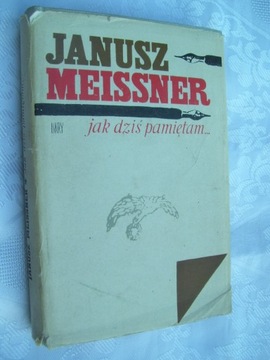 JANUSZ
MEISSNER
jak dziś pamiętam...